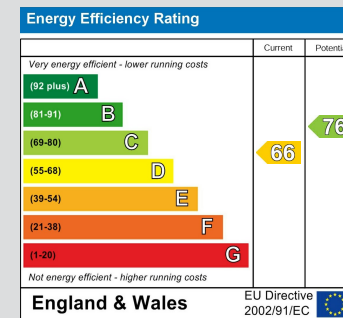 Energy Efficiency Rating
Current
Very energy efficient - lower running costs
(92 plus) A
(81-91) B
(69-80) C
(55-68) D
(39-54) E
(21-38) F
(1-20) G
66
76
Not energy efficient - higher running costs
England & Wales
EU Directive
2002/91/EC